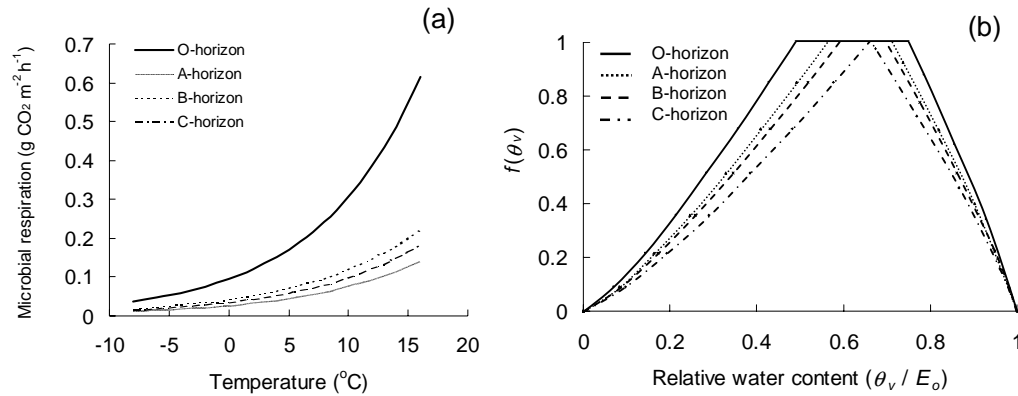 (a)
Microbial respiration (g CO2 m-2 h-1)
0.7
0.6
0.5
0.4
0.3
0.2
0.1
0
O-horizon
A-horizon
B-horizon
C-horizon
-10
-5
0
5
10
15
20
Temperature (oC)
(b)
f(θv)
1
0.8
0.6
0.4
0.2
0
O-horizon
A-horizon
B-horizon
C-horizon
0
0.2
0.4
0.6
0.8
1
Relative water content (θv / Eo)